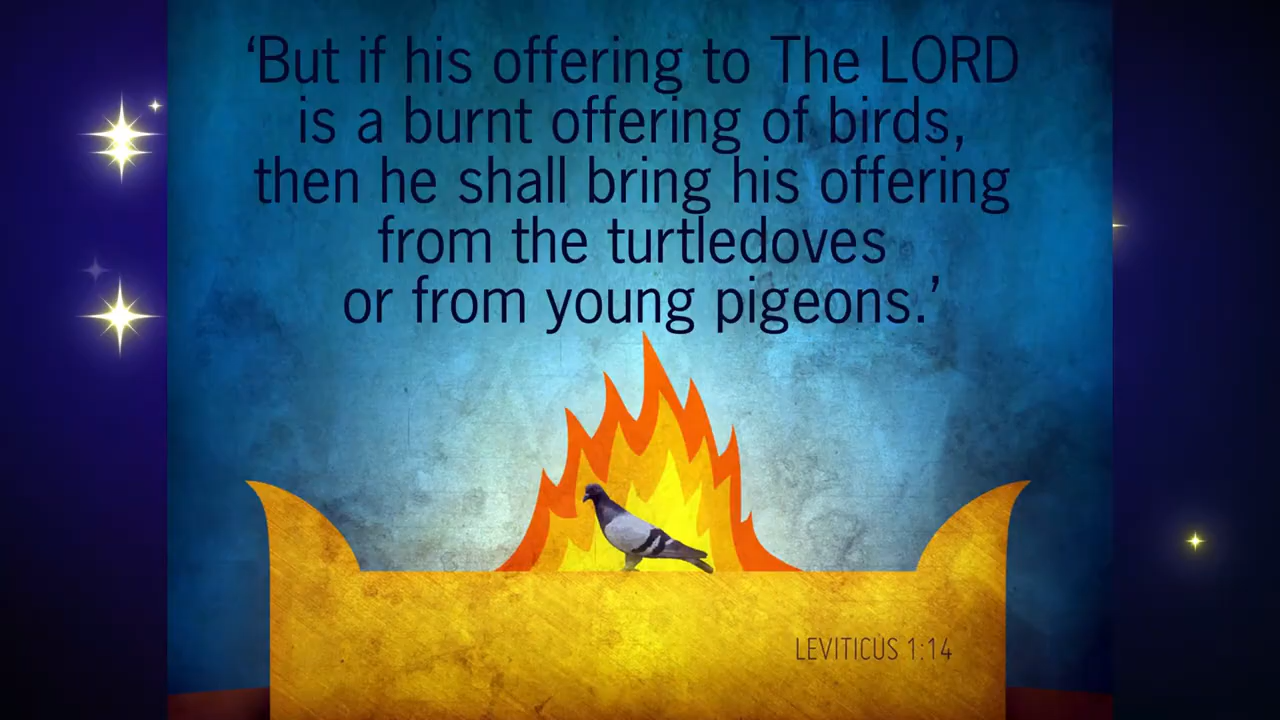 ‘But if his offering to The LORD
is a burnt offering of birds,
then he shall bring his offering
from the turtledoves
or from young pigeons.’
LEVITICUS 1:14